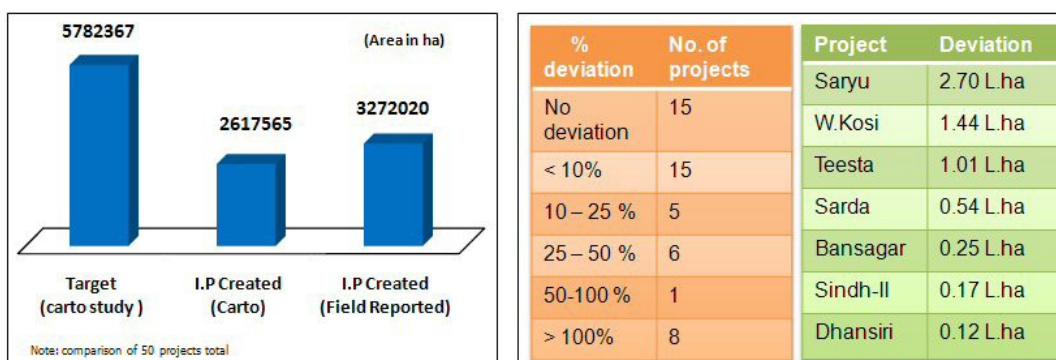 5782367
(Area in ha)
2617565
3272020
Target
(carto study )
I.P Created
(Carto)
I.P Created
(Field Reported)
Note: comparison of 50 projects total
% deviation No. of projects
No deviation 15
< 10% 15
10 – 25 % 5
25 – 50 % 6
50-100 % 1
> 100% 8
Project Deviation
Saryu 2.70 L.ha
W.Kosi 1.44 L.ha
Teesta 1.01 L.ha
Sarda 0.54 L.ha
Bansagar 0.25 L.ha
Sindh-II 0.17 L.ha
Dhansiri 0.12 L.ha